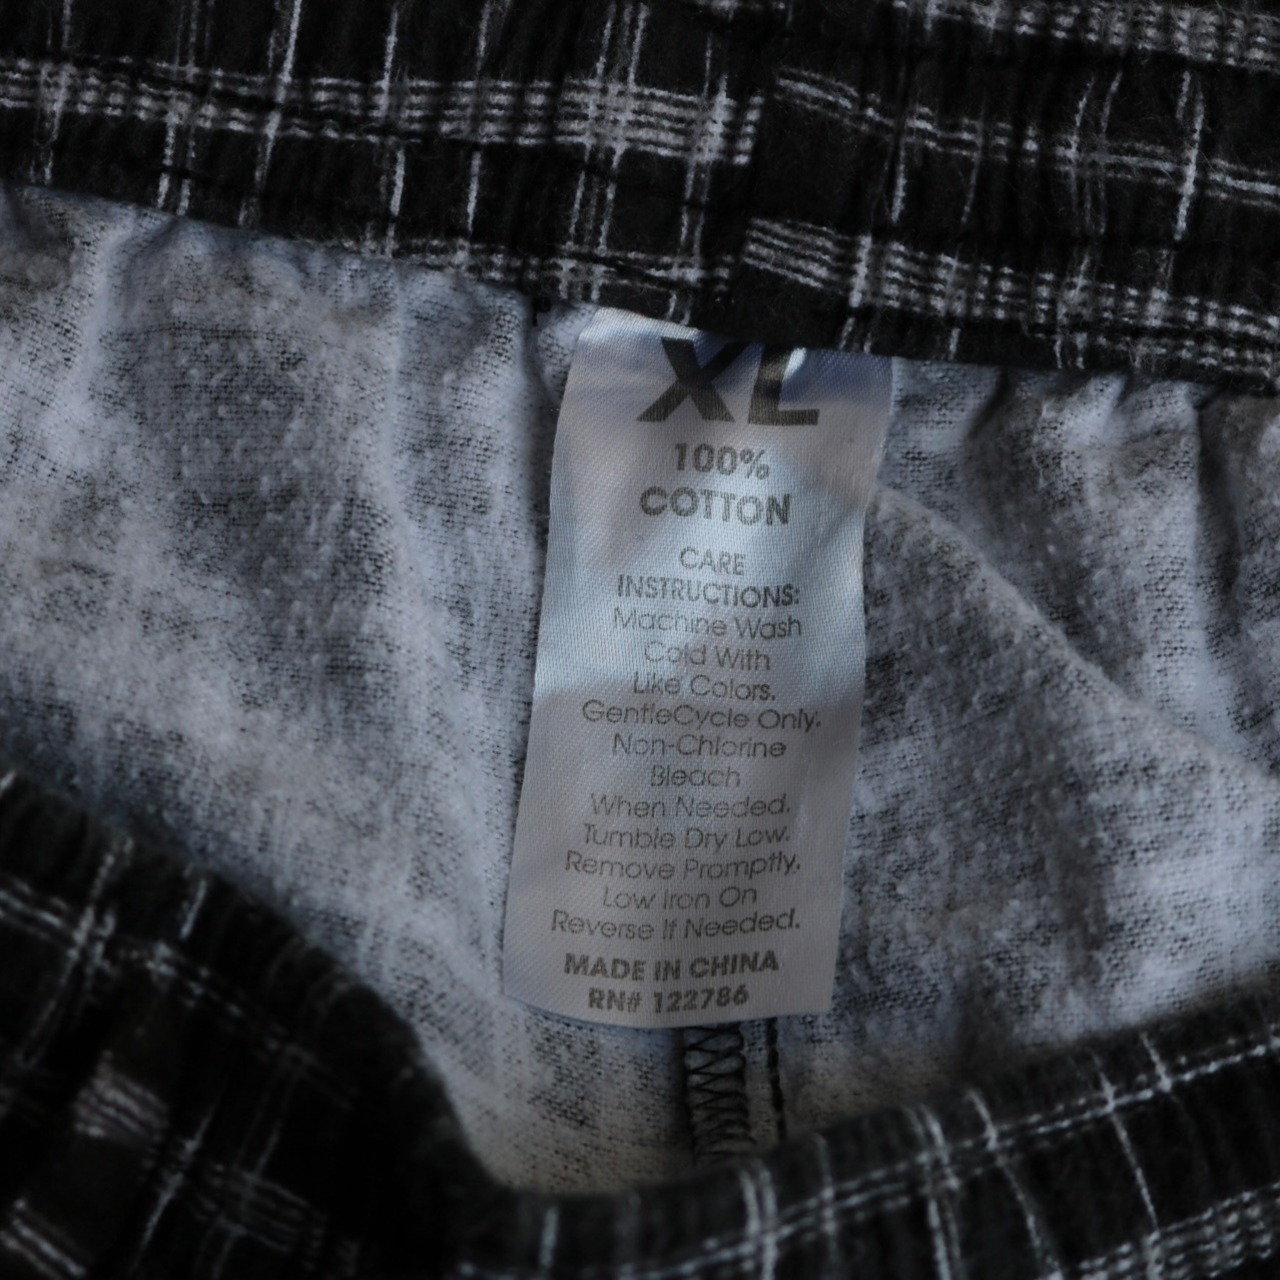 XL
100%
COTTON
CARE
INSTRUCTIONS:
Machine Wash
Cold With
Like Colors.
GentleCycle Only.
Non-Chlorine
Bleach
When Needed.
Tumble Dry Low.
Remove Promptly.
Low Iron On
Reverse If Needed.
MADE IN CHINA
RN# 122786